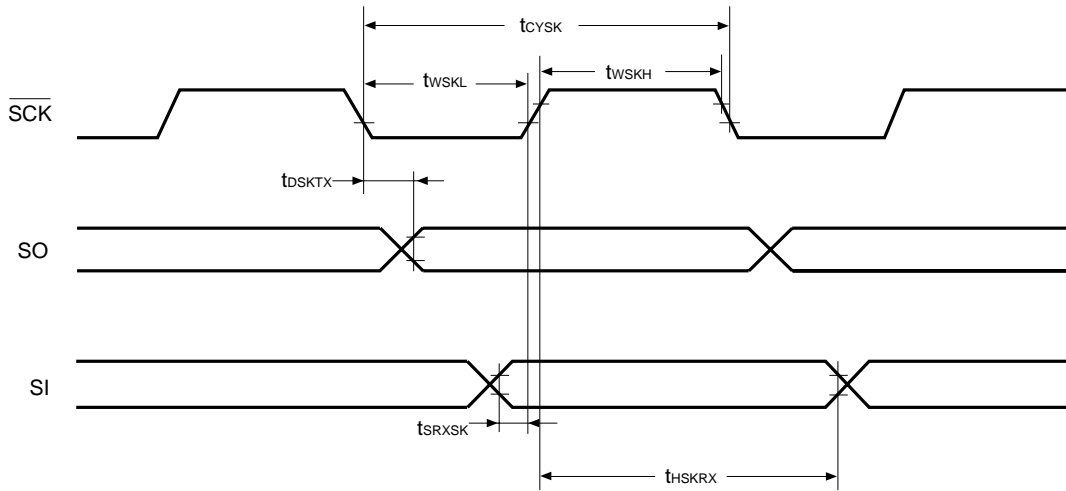 tCYSK
tWSKL
tWSKH
SCK
tDSKTX
SO
SI
tSRXSK
tHSKRX